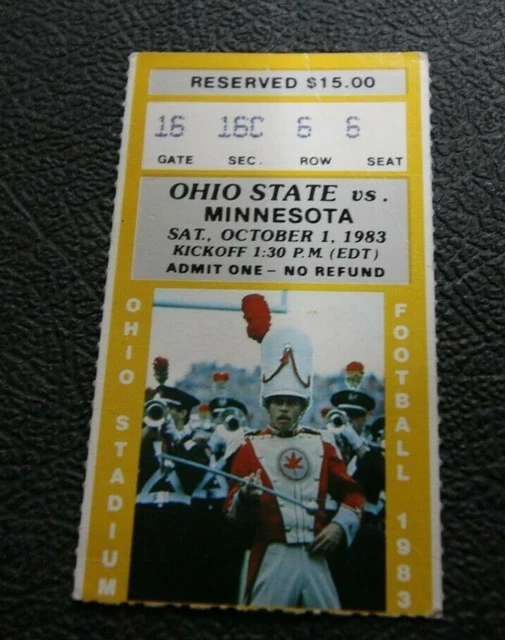 RESERVED $15.00
16 16C 6 6
GATE SEC. ROW SEAT
OHIO STATE vs.
MINNESOTA
SAT., OCTOBER 1, 1983
KICKOFF 1:30 P.M. (EDT)
ADMIT ONE – NO REFUND
OHIO STADIUM
FOOTBALL 1983